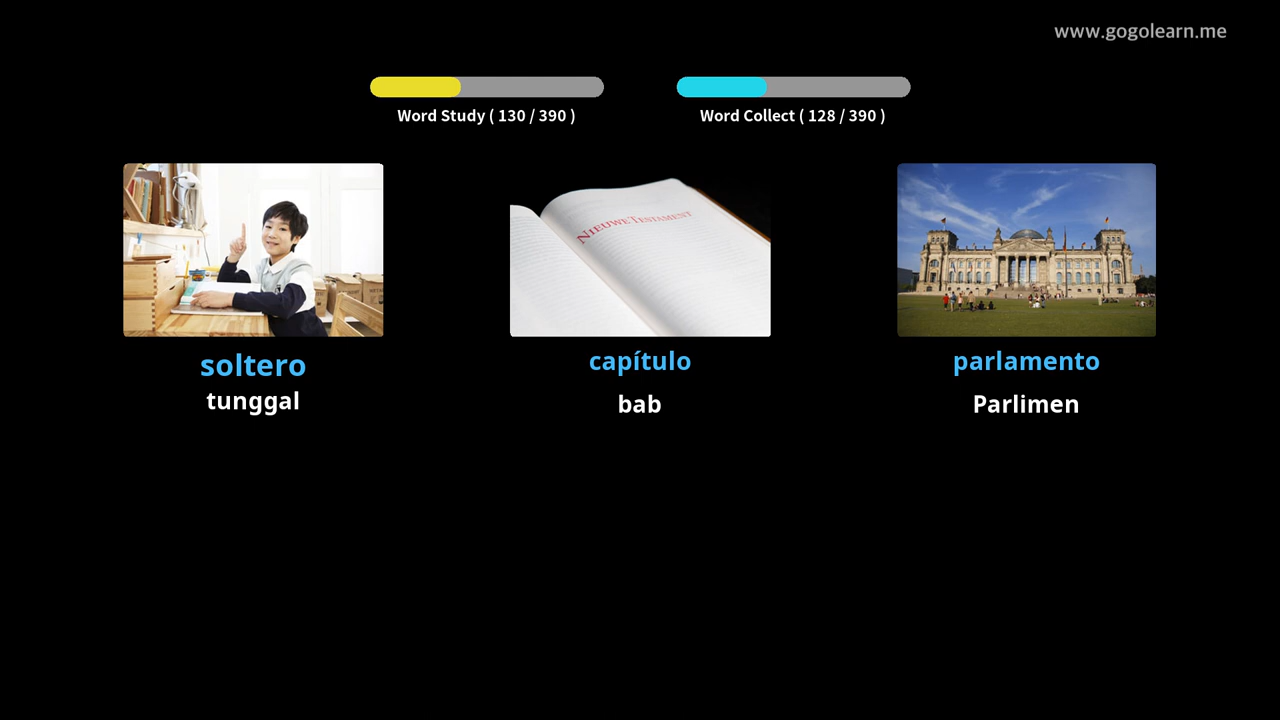 www.gogolearn.me
Word Study ( 130 / 390 )
Word Collect ( 128 / 390 )
NIEUWE TESTAMENT
soltero
tunggal
capítulo
bab
parlamento
Parlimen